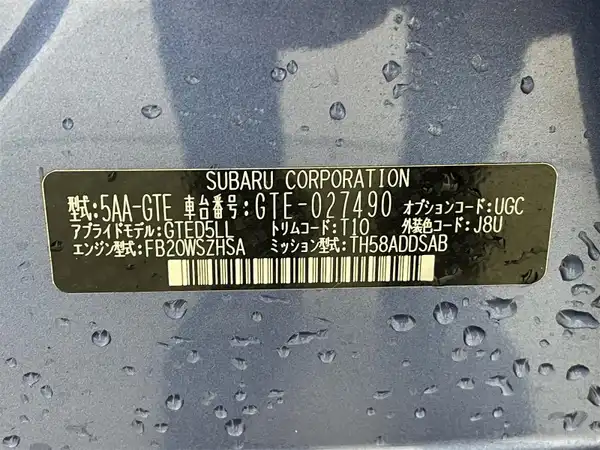 SUBARU CORPORATION
型式:5AA-GTE 車台番号:GTE-027490 オプションコード:UGC
アプライドモデル:GTED5LL トリムコード:T10 外装色コード:J8U
エンジン型式:FB20WSZHSA ミッション型式:TH58ADDSAB